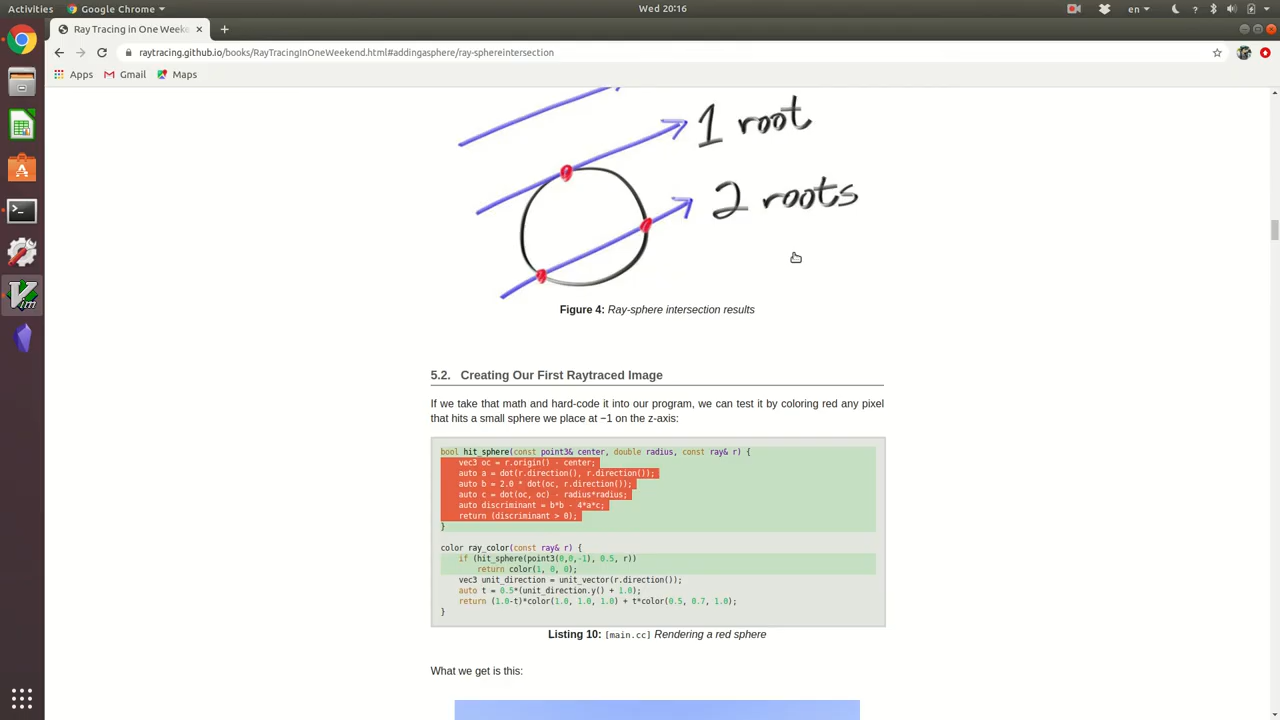 Activities
Google Chrome
Wed 20:16
en
Ray Tracing in One Weeken
raytracing.github.io/books/RayTracingInOneWeekend.html#addingasphere/ray-sphereintersection
Apps
Gmail
Maps
1 root
2 roots
Figure 4: Ray-sphere intersection results
5.2. Creating Our First Raytraced Image
If we take that math and hard-code it into our program, we can test it by coloring red any pixel
that hits a small sphere we place at −1 on the z-axis:
bool hit_sphere(const point3& center, double radius, const ray& r) {
vec3 oc = r.origin() - center;
auto a = dot(r.direction(), r.direction());
auto b = 2.0 * dot(oc, r.direction());
auto c = dot(oc, oc) - radius*radius;
auto discriminant = b*b - 4*a*c;
return (discriminant > 0);
}
color ray_color(const ray& r) {
if (hit_sphere(point3(0,0,-1), 0.5, r))
return color(1, 0, 0);
vec3 unit_direction = unit_vector(r.direction());
auto t = 0.5*(unit_direction.y() + 1.0);
return (1.0-t)*color(1.0, 1.0, 1.0) + t*color(0.5, 0.7, 1.0);
}
Listing 10: [main.cc] Rendering a red sphere
What we get is this: